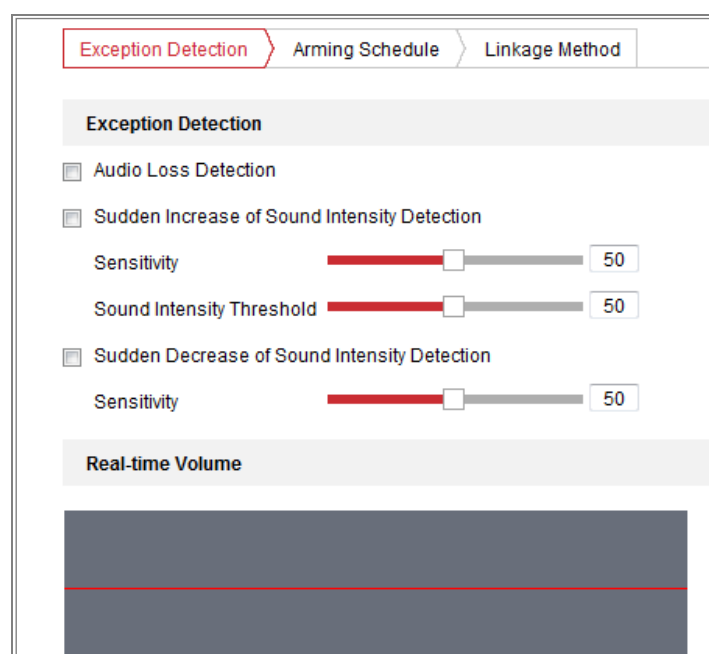 Exception Detection Arming Schedule Linkage Method
Exception Detection
Audio Loss Detection
Sudden Increase of Sound Intensity Detection
Sensitivity 50
Sound Intensity Threshold 50
Sudden Decrease of Sound Intensity Detection
Sensitivity 50
Real-time Volume